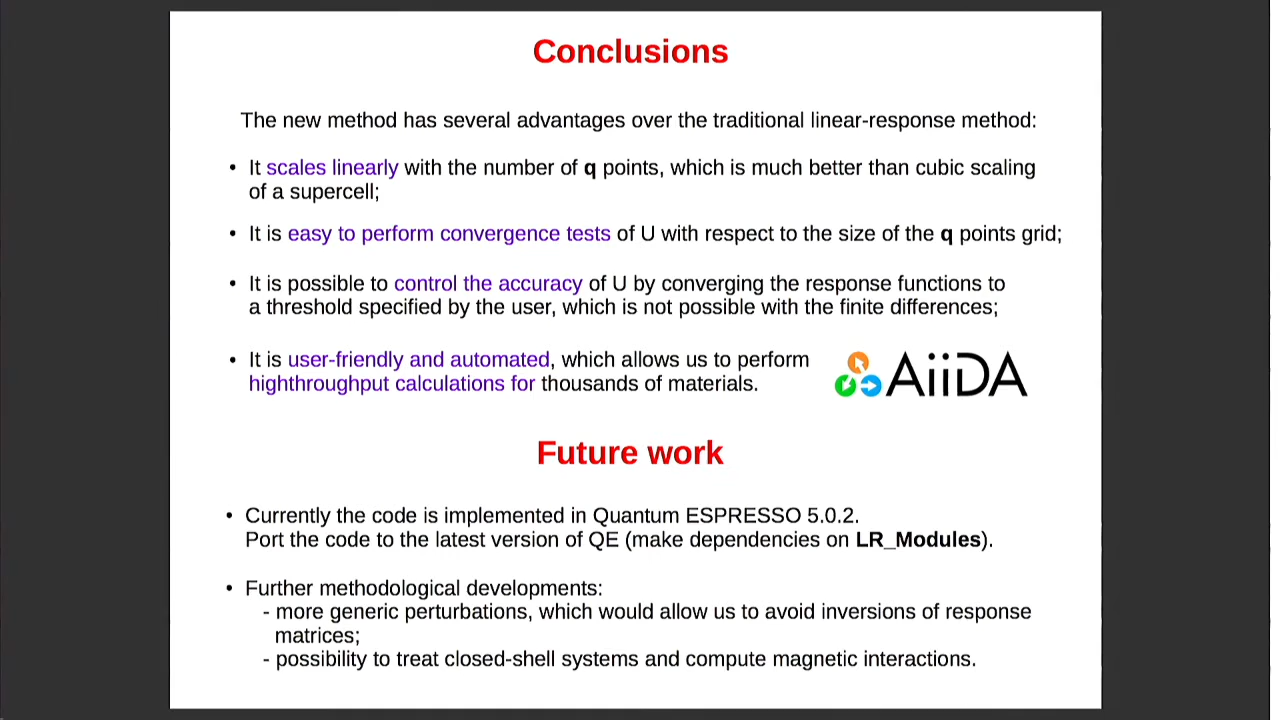 Conclusions
The new method has several advantages over the traditional linear-response method:
• It scales linearly with the number of q points, which is much better than cubic scaling
of a supercell;
• It is easy to perform convergence tests of U with respect to the size of the q points grid;
• It is possible to control the accuracy of U by converging the response functions to
a threshold specified by the user, which is not possible with the finite differences;
• It is user-friendly and automated, which allows us to perform
highthroughput calculations for thousands of materials.
AiiDA
Future work
• Currently the code is implemented in Quantum ESPRESSO 5.0.2.
Port the code to the latest version of QE (make dependencies on LR_Modules).
• Further methodological developments:
- more generic perturbations, which would allow us to avoid inversions of response
matrices;
- possibility to treat closed-shell systems and compute magnetic interactions.